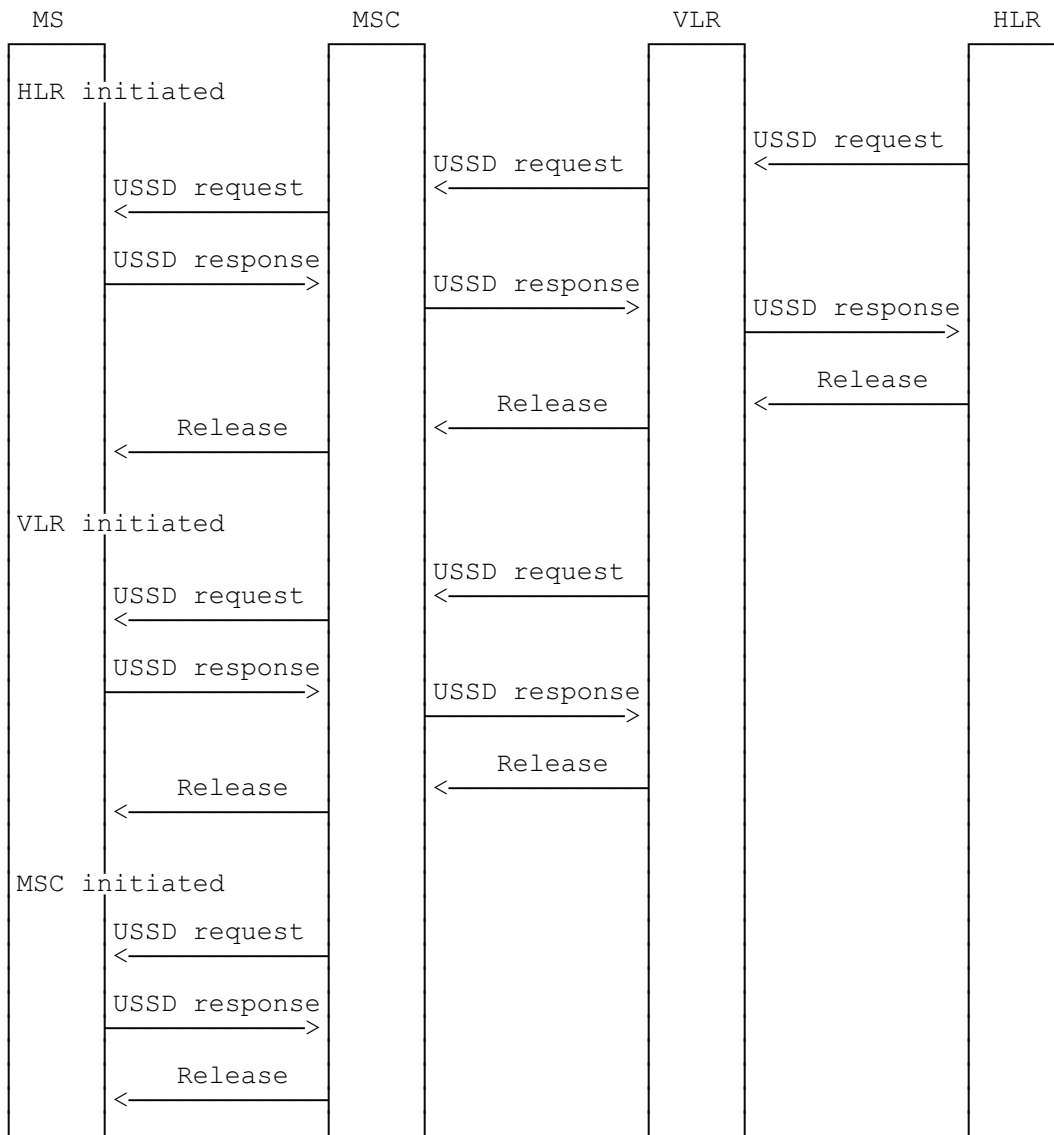 MS MSC VLR HLR
HLR initiated
USSD request
USSD request
USSD request
USSD response
USSD response
USSD response
Release
Release
Release
VLR initiated
USSD request
USSD request
USSD response
USSD response
Release
Release
MSC initiated
USSD request
USSD response
Release